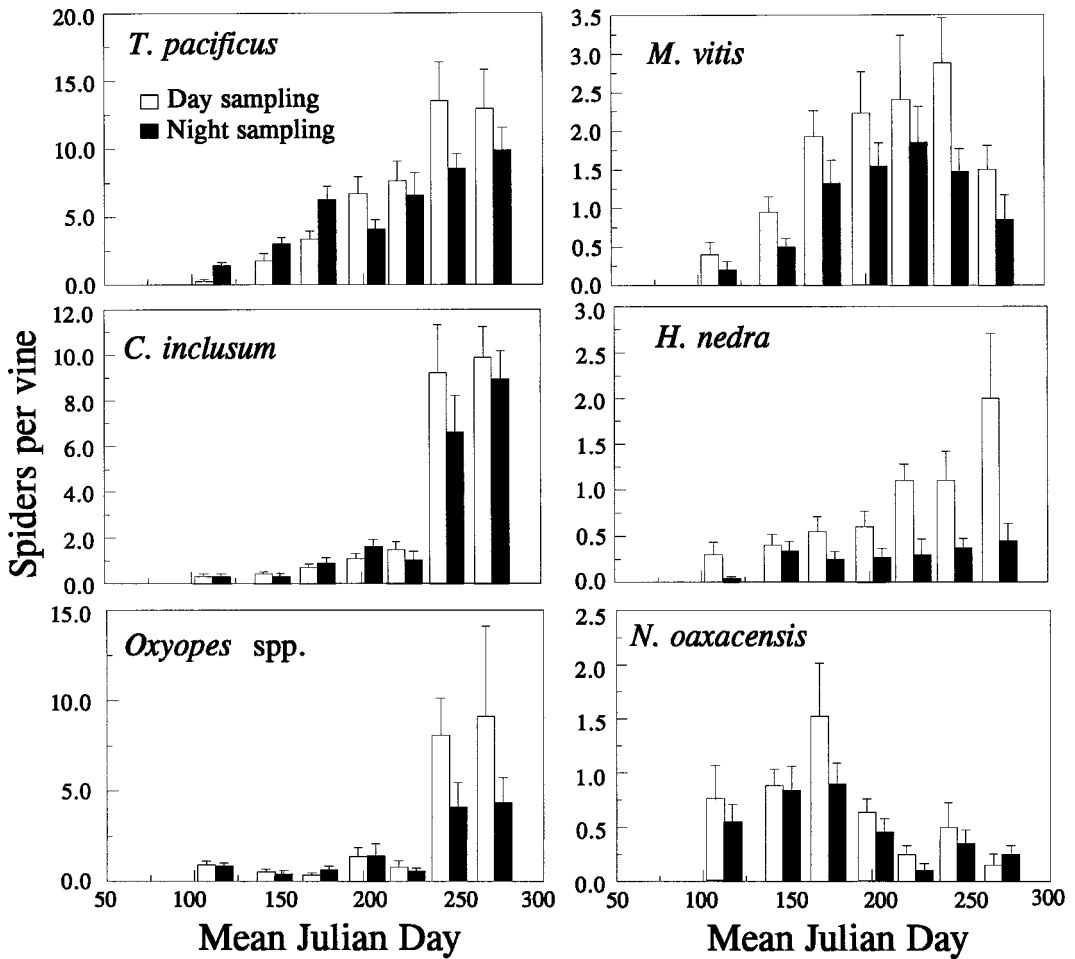 Spiders per vine
T. pacificus
Day sampling
Night sampling
20.0
15.0
10.0
5.0
0.0
M. vitis
3.5
3.0
2.5
2.0
1.5
1.0
0.5
0.0
C. inclusum
12.0
10.0
8.0
6.0
4.0
2.0
0.0
H. nedra
3.0
2.5
2.0
1.5
1.0
0.5
0.0
Oxyopes spp.
15.0
10.0
5.0
0.0
50 100 150 200 250 300
Mean Julian Day
N. oaxacensis
2.5
2.0
1.5
1.0
0.5
0.0
50 100 150 200 250 300
Mean Julian Day